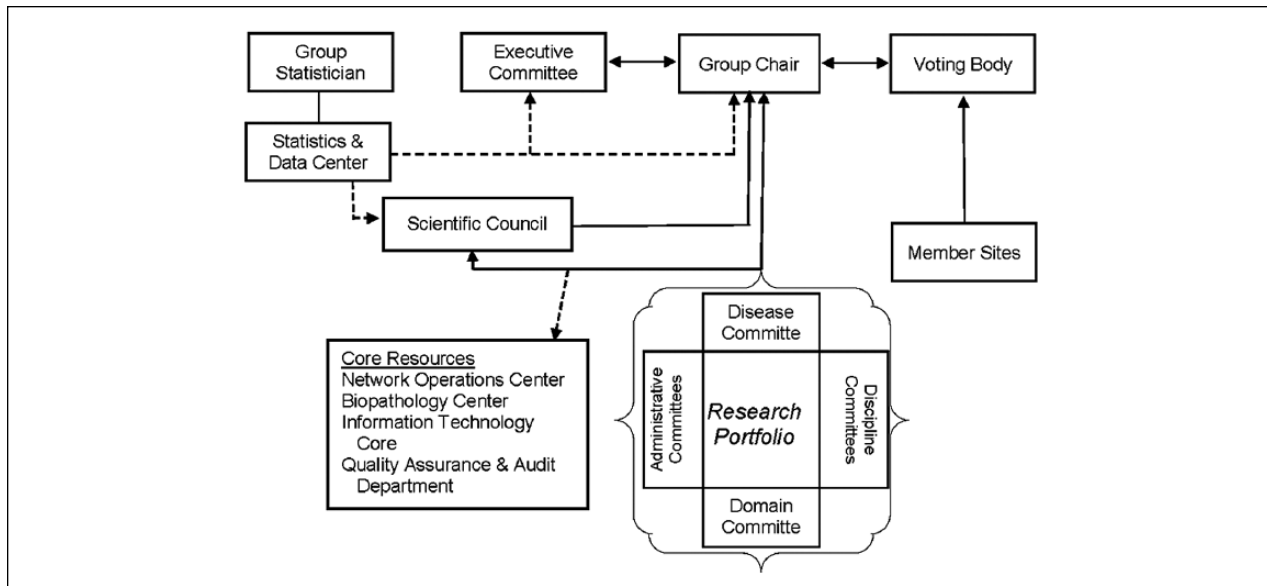 Group
Statistician
Executive
Committee
Group Chair
Voting Body
Statistics &
Data Center
Scientific Council
Member Sites
Core Resources
Network Operations Center
Biopathology Center
Information Technology
Core
Quality Assurance & Audit
Department
Disease
Committe
Administrative
Committees
Research
Portfolio
Discipline
Committees
Domain
Committe